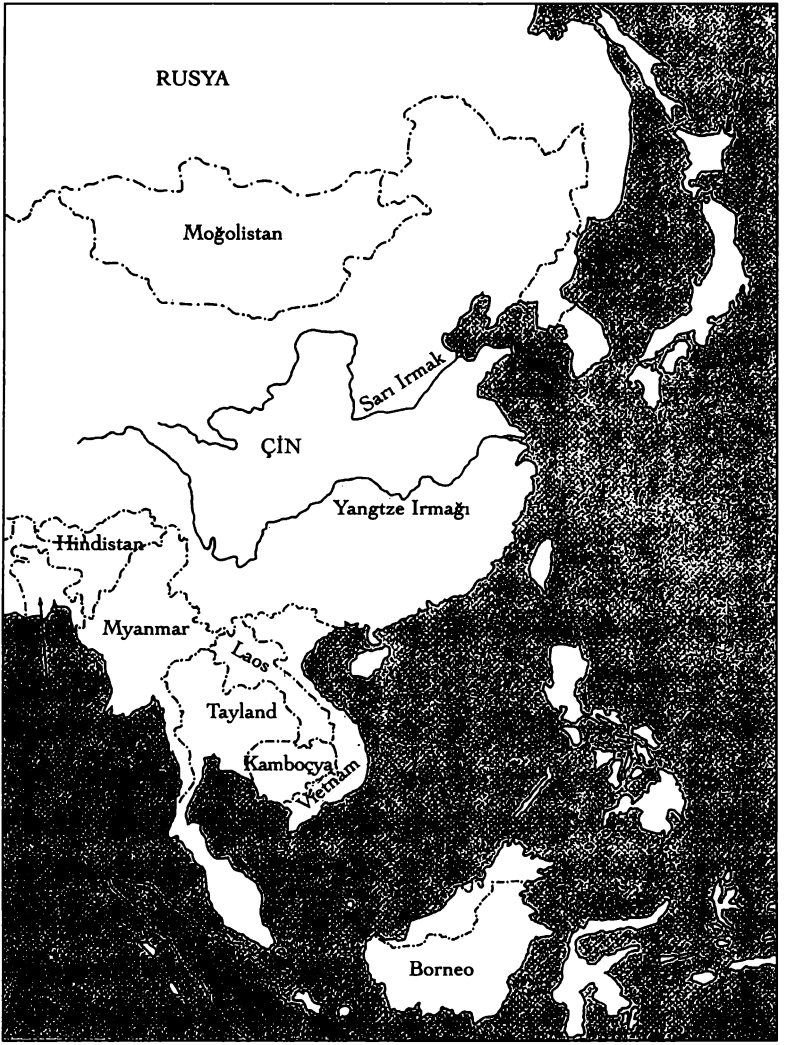 RUSYA
Moğolistan
Sarı Irmak
ÇİN
Yangtze Irmağı
Hindistan
Myanmar
Laos
Tayland
Kamboçya
Vietnam
Borneo